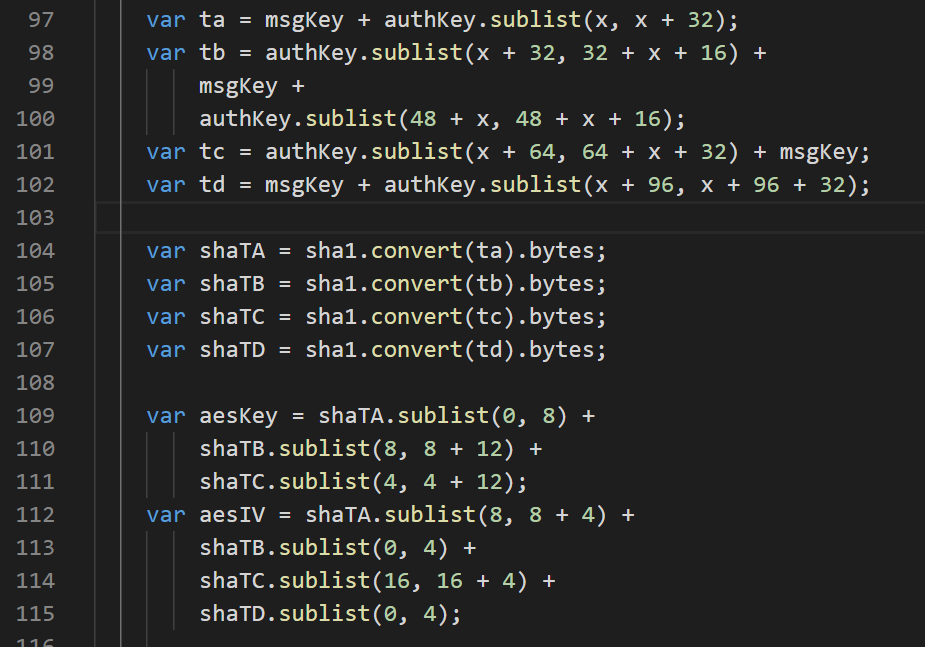 97 var ta = msgKey + authKey.sublist(x, x + 32);
98 var tb = authKey.sublist(x + 32, 32 + x + 16) +
99 msgKey +
100 authKey.sublist(48 + x, 48 + x + 16);
101 var tc = authKey.sublist(x + 64, 64 + x + 32) + msgKey;
102 var td = msgKey + authKey.sublist(x + 96, x + 96 + 32);
103
104 var shaTA = sha1.convert(ta).bytes;
105 var shaTB = sha1.convert(tb).bytes;
106 var shaTC = sha1.convert(tc).bytes;
107 var shaTD = sha1.convert(td).bytes;
108
109 var aesKey = shaTA.sublist(0, 8) +
110 shaTB.sublist(8, 8 + 12) +
111 shaTC.sublist(4, 4 + 12);
112 var aesIV = shaTA.sublist(8, 8 + 4) +
113 shaTB.sublist(0, 4) +
114 shaTC.sublist(16, 16 + 4) +
115 shaTD.sublist(0, 4);
116